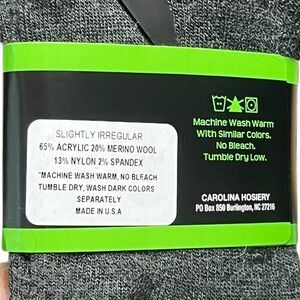 SLIGHTLY IRREGULAR
65% ACRYLIC 20% MERINO WOOL
13% NYLON 2% SPANDEX
"MACHINE WASH WARM, NO BLEACH
TUMBLE DRY, WASH DARK COLORS
SEPARATELY
MADE IN U.S.A
Machine Wash Warm
With Similar Colors.
No Bleach.
Tumble Dry Low.
CAROLINA HOSIERY
PO Box 850 Burlington, NC 27216